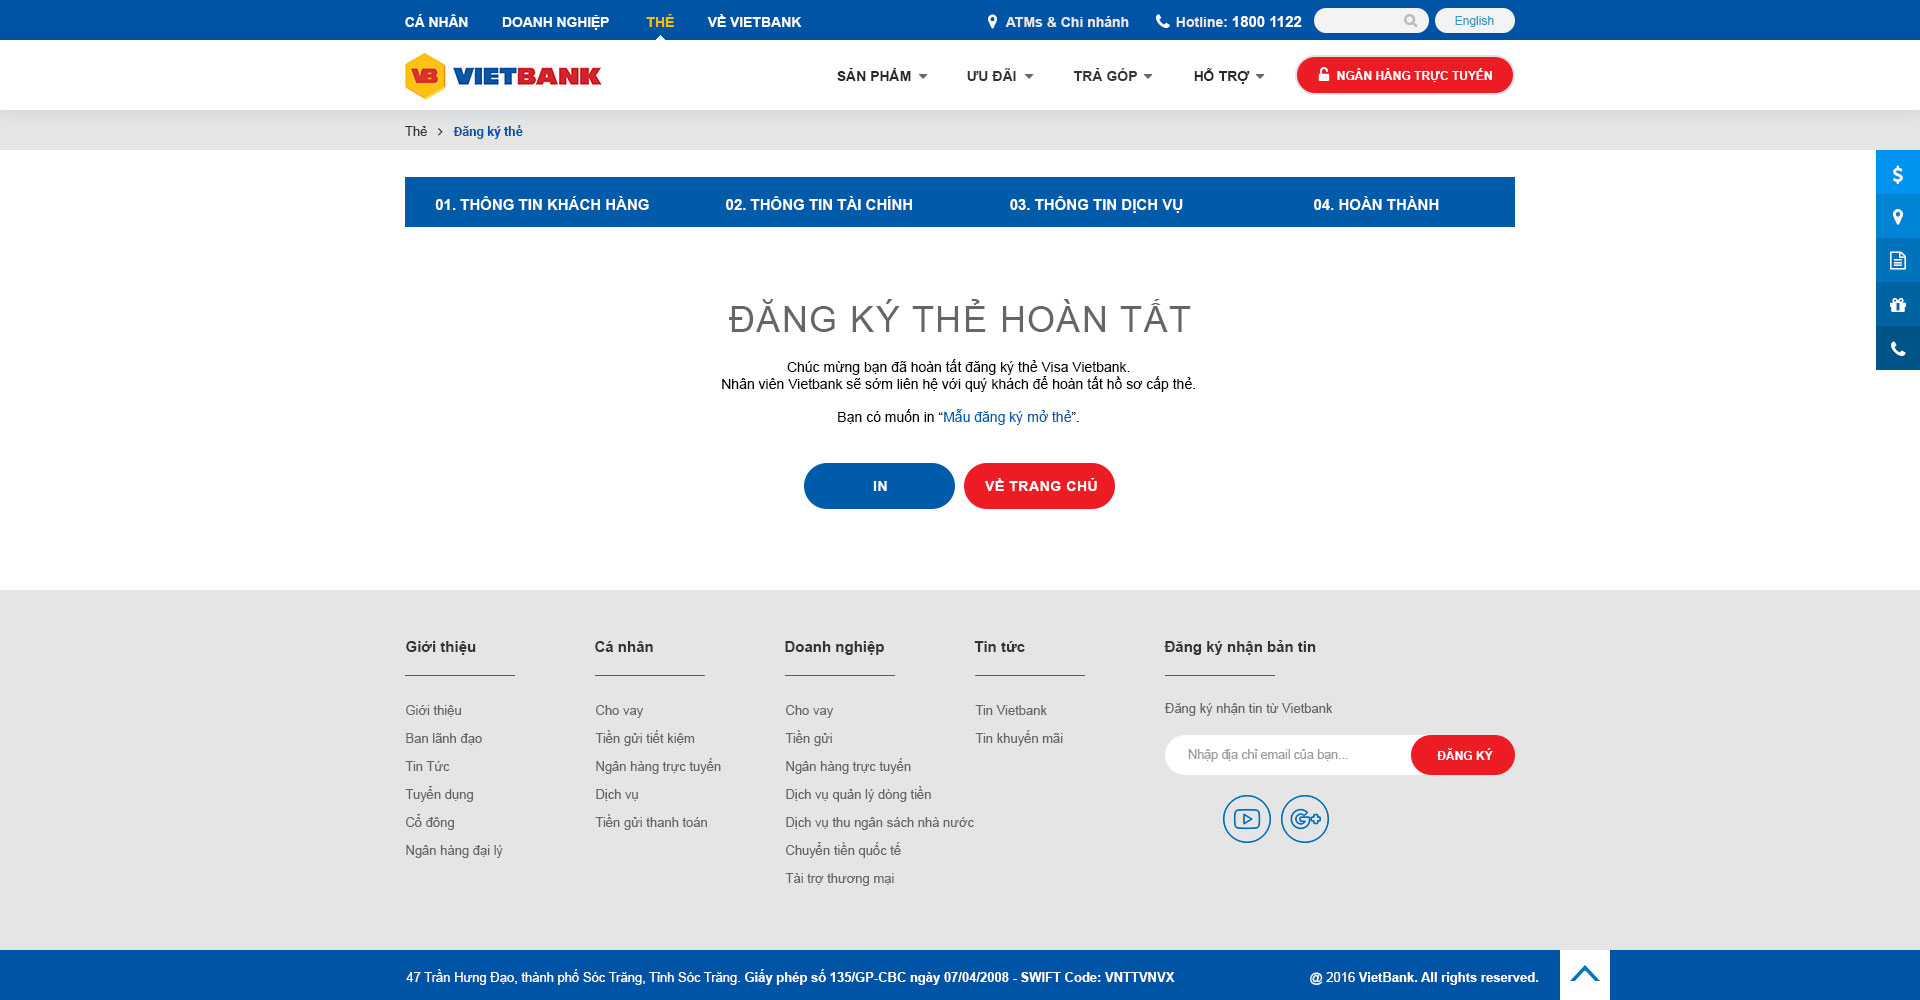 CÁ NHÂN DOANH NGHIỆP THẺ VỀ VIETBANK ATMs & Chi nhánh Hotline: 1800 1122 English
VB VIETBANK SẢN PHẨM ƯU ĐÃI TRẢ GÓP HỖ TRỢ NGÂN HÀNG TRỰC TUYẾN
Thẻ > Đăng ký thẻ
01. THÔNG TIN KHÁCH HÀNG 02. THÔNG TIN TÀI CHÍNH 03. THÔNG TIN DỊCH VỤ 04. HOÀN THÀNH
ĐĂNG KÝ THẺ HOÀN TẤT
Chúc mừng bạn đã hoàn tất đăng ký thẻ Visa Vietbank.
Nhân viên Vietbank sẽ sớm liên hệ với quý khách để hoàn tất hồ sơ cấp thẻ.
Bạn có muốn in “Mẫu đăng ký mở thẻ”.
IN VỀ TRANG CHỦ
Giới thiệu
Giới thiệu
Ban lãnh đạo
Tin Tức
Tuyển dụng
Cổ đông
Ngân hàng đại lý
Cá nhân
Cho vay
Tiền gửi tiết kiệm
Ngân hàng trực tuyến
Dịch vụ
Tiền gửi thanh toán
Doanh nghiệp
Cho vay
Tiền gửi
Ngân hàng trực tuyến
Dịch vụ quản lý dòng tiền
Dịch vụ thu ngân sách nhà nước
Chuyển tiền quốc tế
Tài trợ thương mại
Tin tức
Tin Vietbank
Tin khuyến mãi
Đăng ký nhận bản tin
Đăng ký nhận tin từ Vietbank
Nhập địa chỉ email của bạn... ĐĂNG KÝ
47 Trần Hưng Đạo, thành phố Sóc Trăng, Tỉnh Sóc Trăng. Giấy phép số 135/GP-CBC ngày 07/04/2008 - SWIFT Code: VNTTVNVX @ 2016 VietBank. All rights reserved.